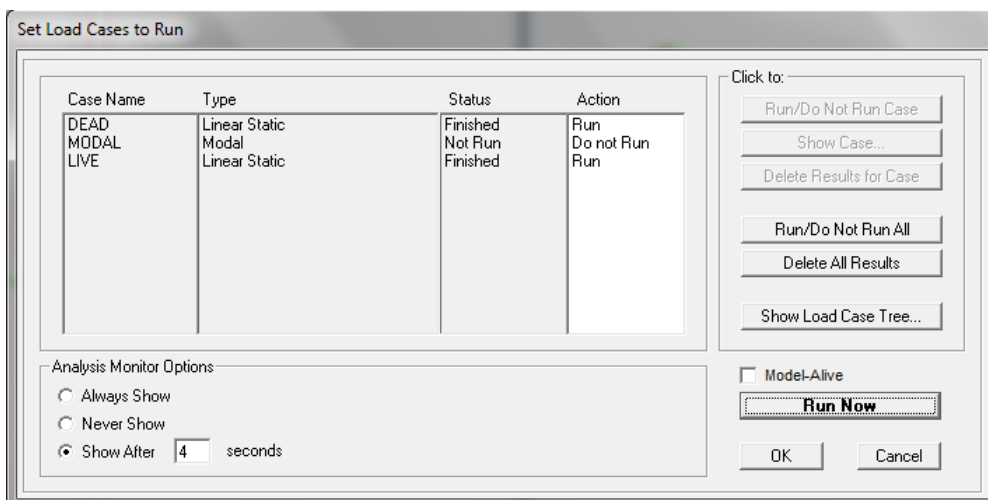 Set Load Cases to Run
Click to:
Case Name Type Status Action
DEAD Linear Static Finished Run
MODAL Modal Not Run Do not Run
LIVE Linear Static Finished Run
Run/Do Not Run Case
Show Case...
Delete Results for Case
Run/Do Not Run All
Delete All Results
Show Load Case Tree...
Analysis Monitor Options
Always Show
Never Show
Show After 4 seconds
Model-Alive
Run Now
OK Cancel